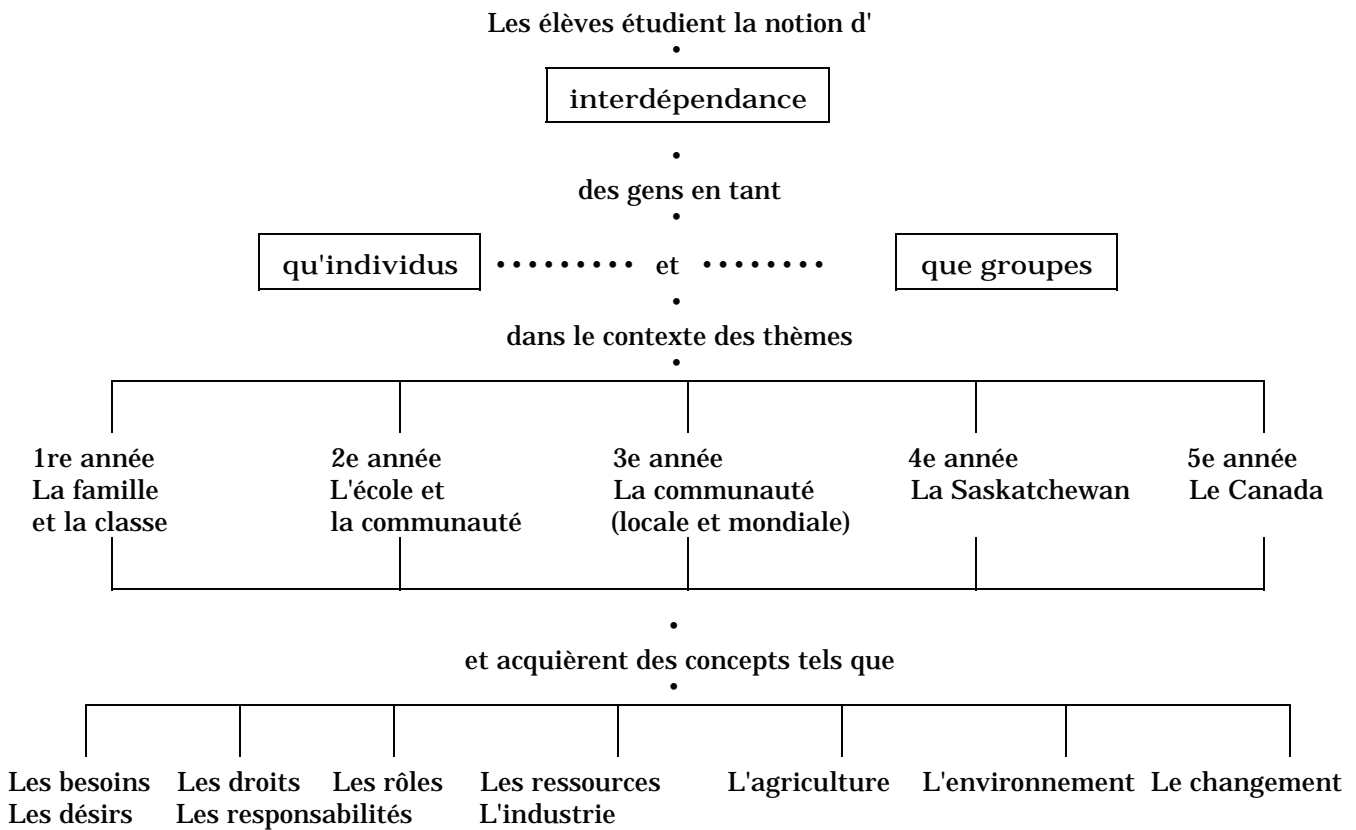 Les élèves étudient la notion d'
•
interdépendance
•
des gens en tant
•
qu'individus ••••••••• et •••••••• que groupes
•
dans le contexte des thèmes
•
1re année
La famille
et la classe
2e année
L'école et
la communauté
3e année
La communauté
(locale et mondiale)
4e année
La Saskatchewan
5e année
Le Canada
•
et acquièrent des concepts tels que
•
Les besoins
Les désirs
Les droits
Les responsabilités
Les rôles
Les ressources
L'industrie
L'agriculture
L'environnement
Le changement